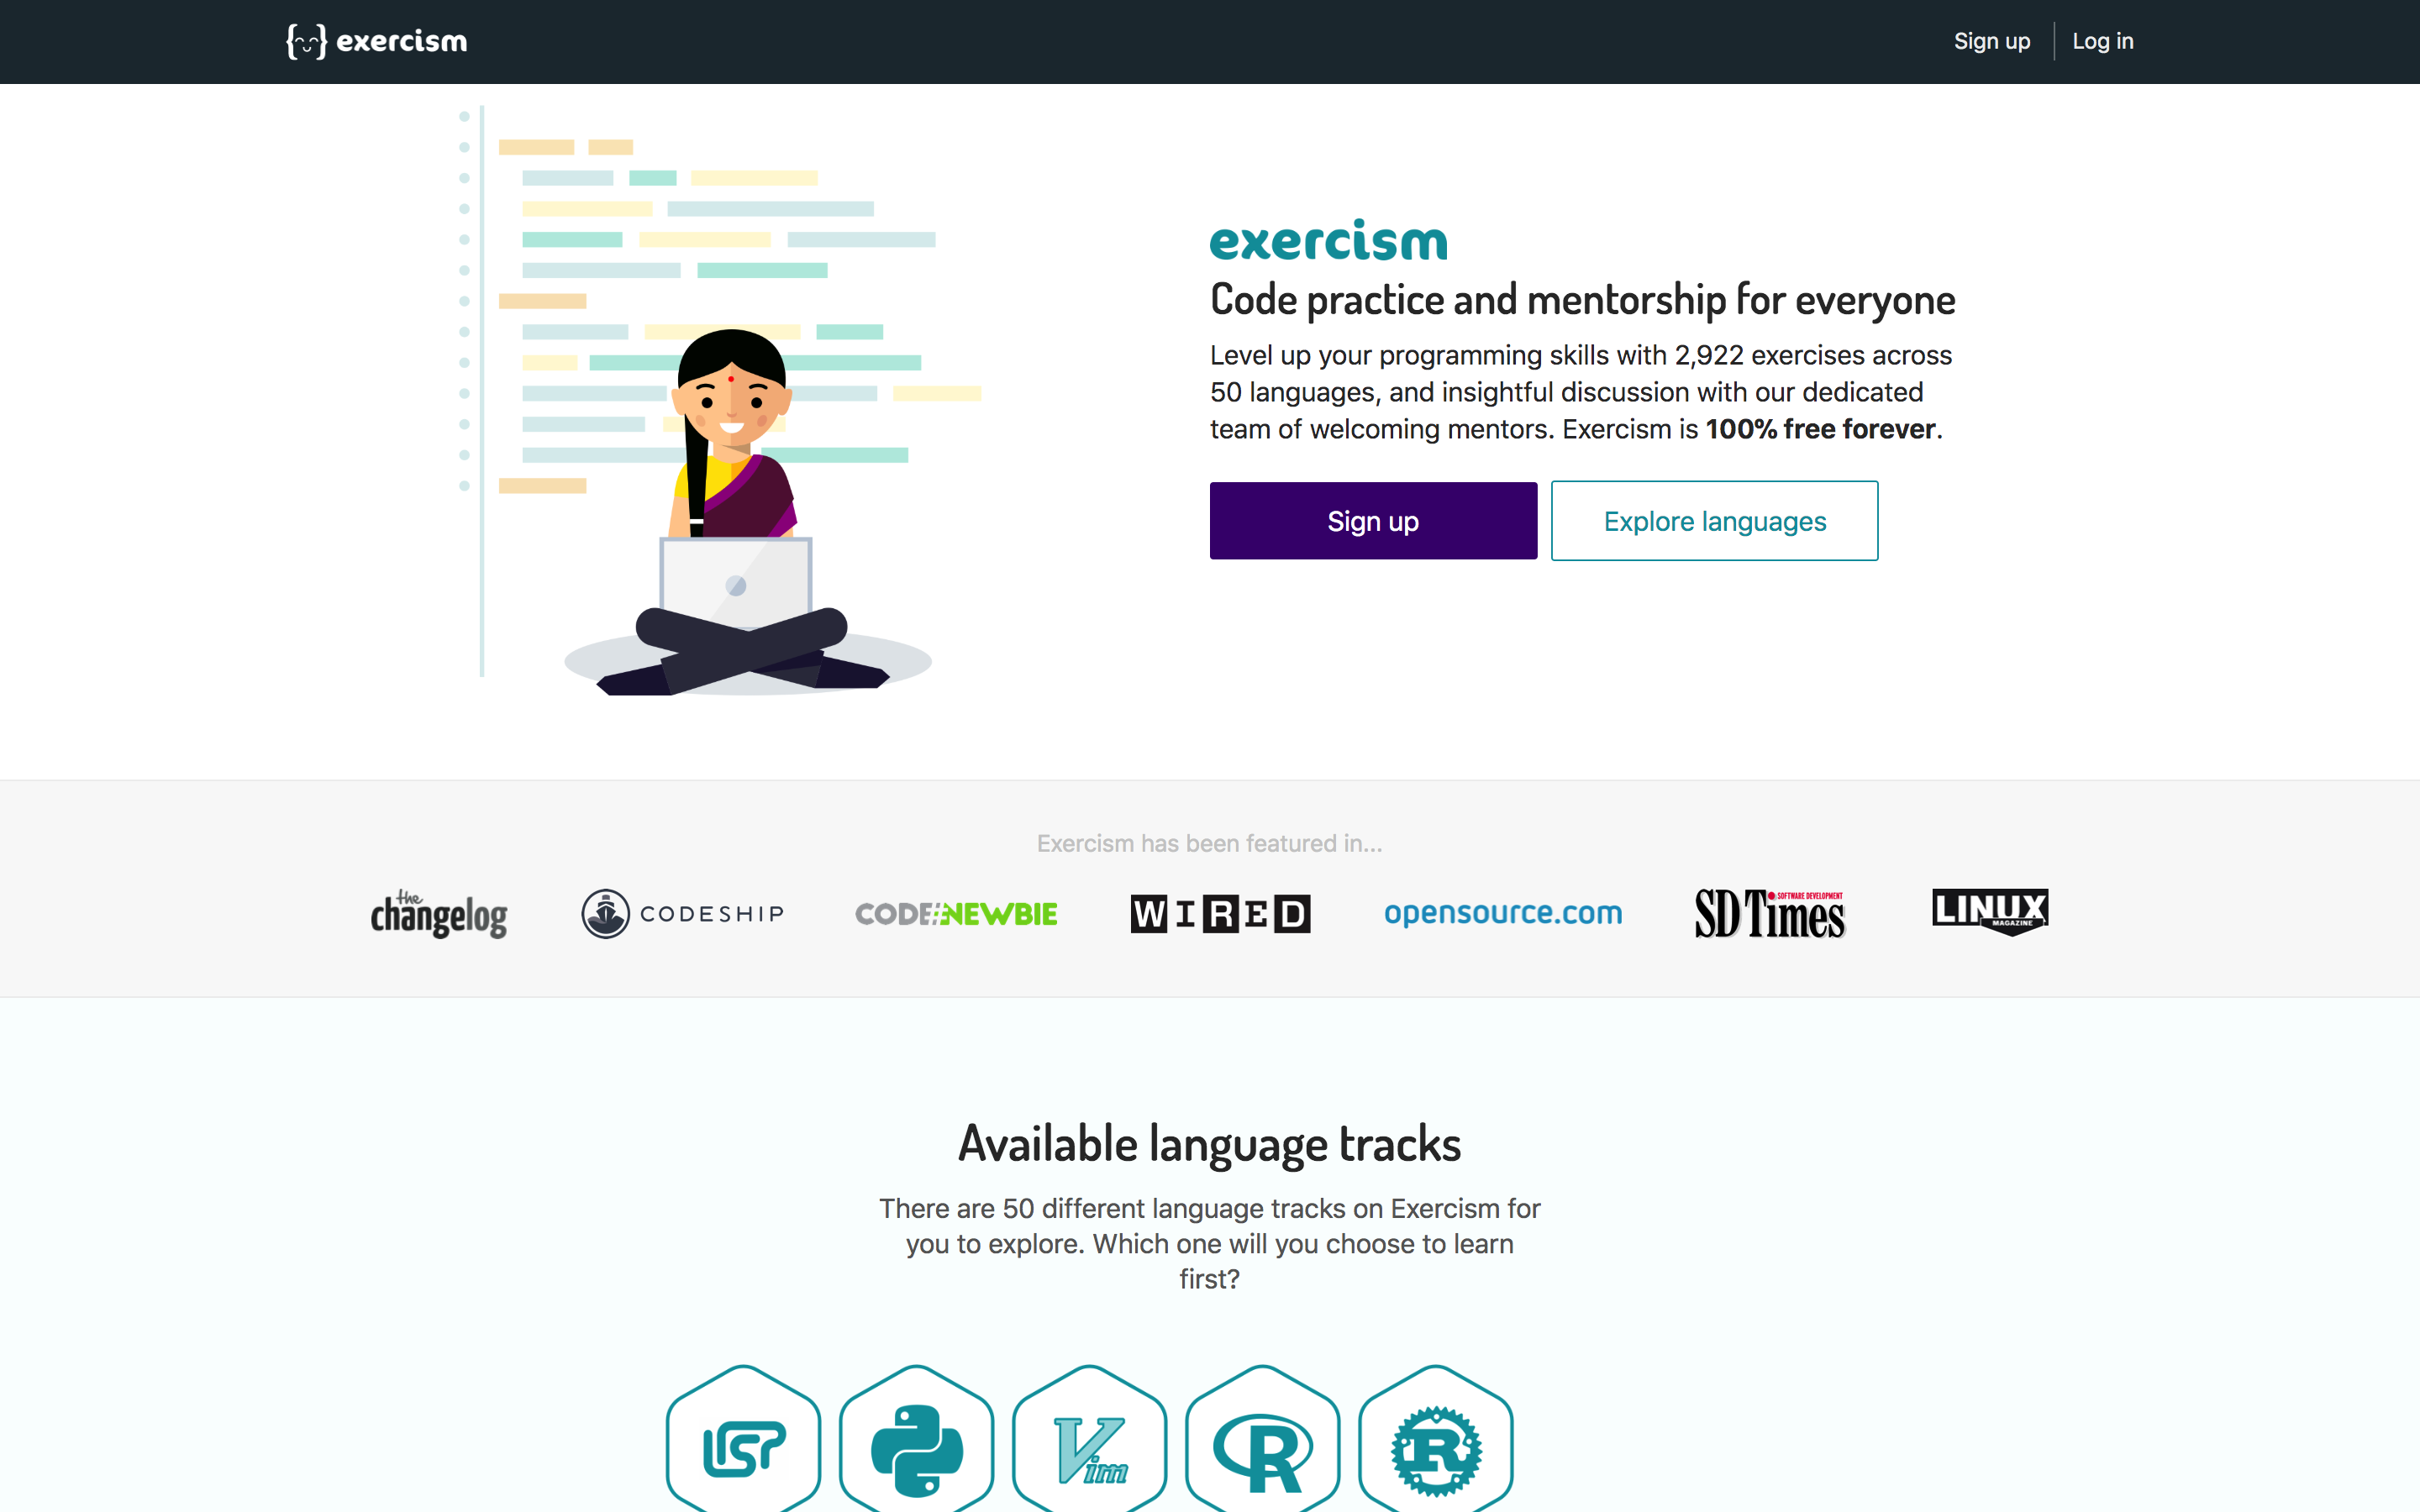 exercism
Sign up
Log in
exercism
Code practice and mentorship for everyone
Level up your programming skills with 2,922 exercises across
50 languages, and insightful discussion with our dedicated
team of welcoming mentors. Exercism is 100% free forever.
Sign up
Explore languages
Exercism has been featured in...
the
changelog
CODESHIP
CODE#NEWBIE
WIRED
opensource.com
SOFTWARE DEVELOPMENT
SD Times
LINUX
MAGAZINE
Available language tracks
There are 50 different language tracks on Exercism for
you to explore. Which one will you choose to learn
first?
LISP
Vim
R
R